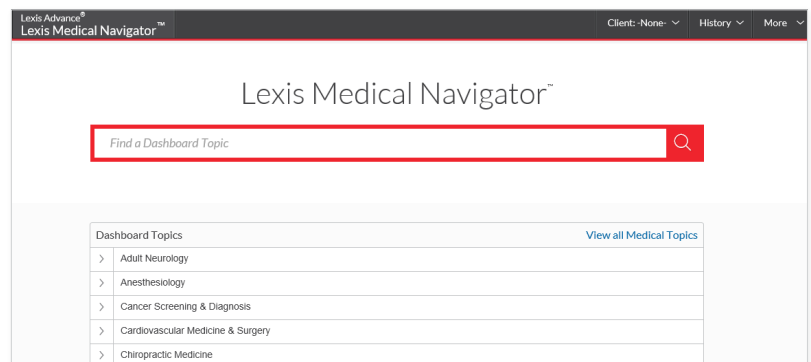 Lexis Advance®
Lexis Medical Navigator™
Client: -None-
History
More
Lexis Medical Navigator™
Find a Dashboard Topic
Dashboard Topics
View all Medical Topics
Adult Neurology
Anesthesiology
Cancer Screening & Diagnosis
Cardiovascular Medicine & Surgery
Chiropractic Medicine